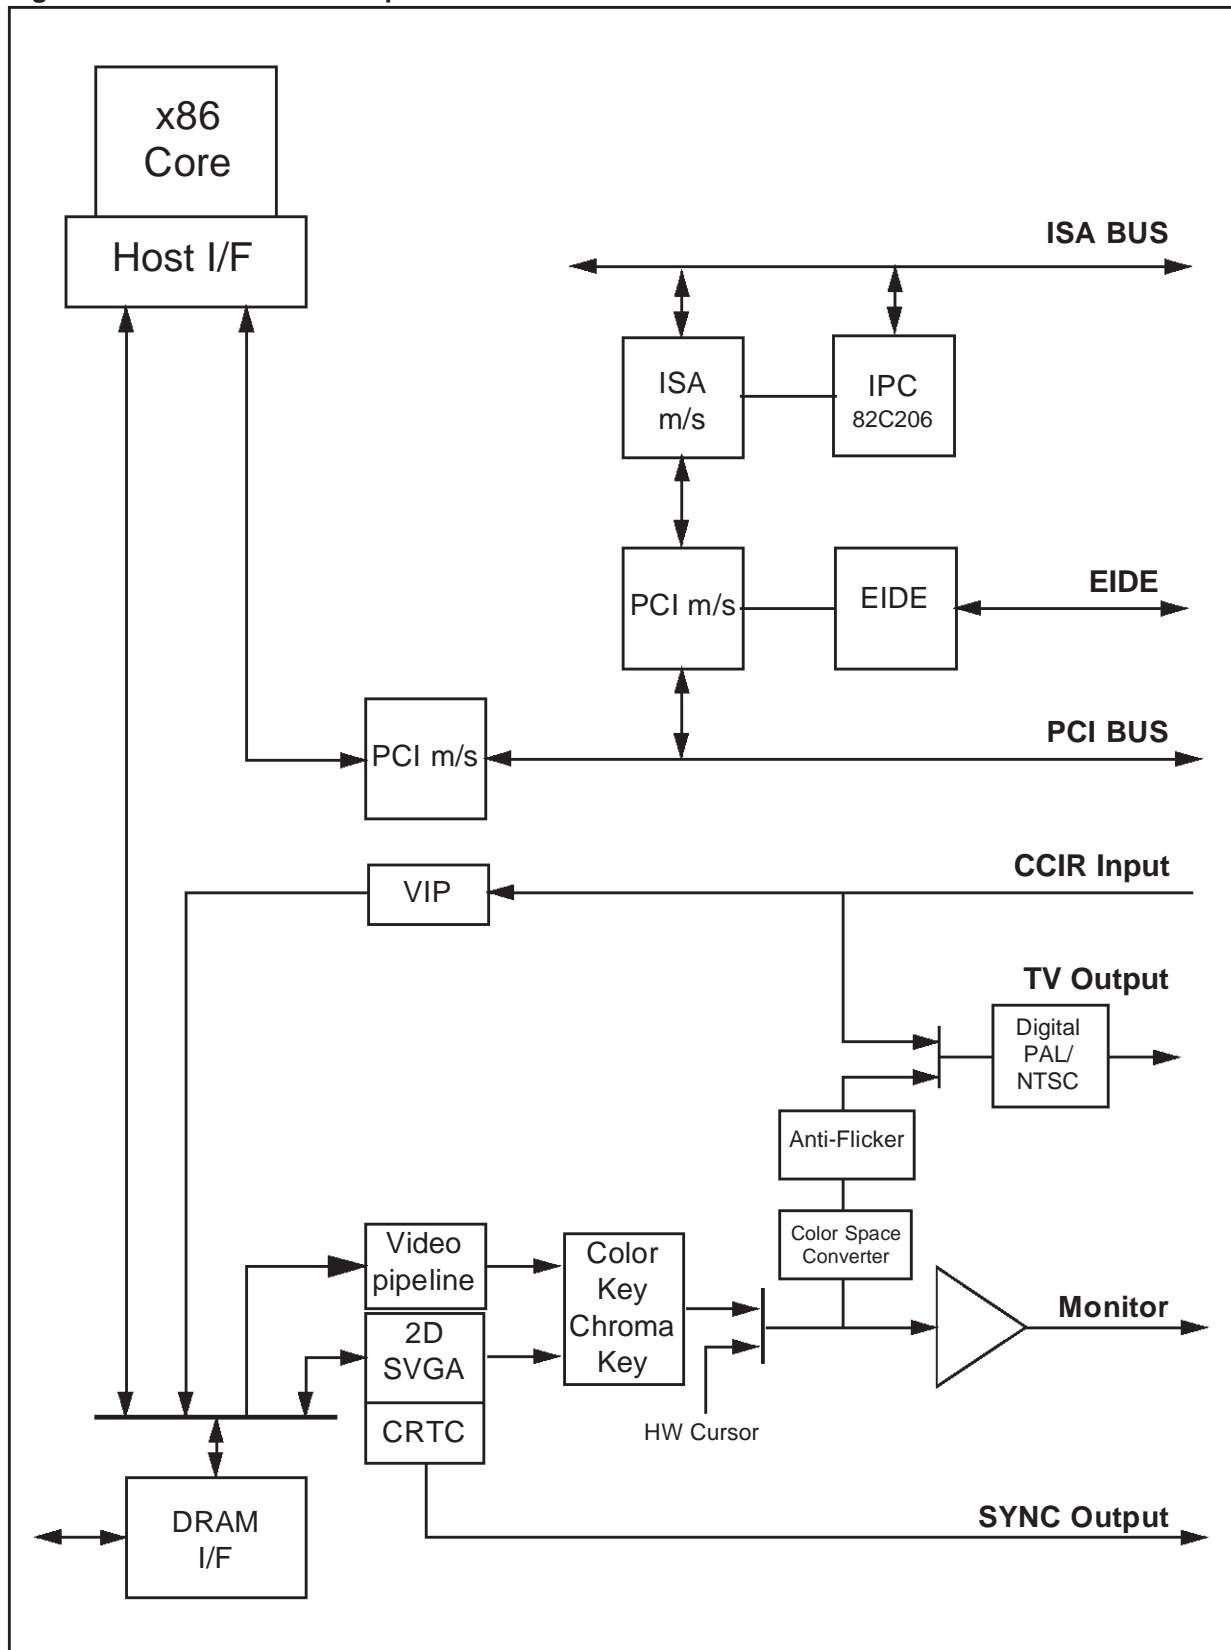 x86
Core
Host I/F
ISA BUS
ISA
m/s
IPC
82C206
PCI m/s
EIDE
EIDE
PCI m/s
PCI BUS
VIP
CCIR Input
TV Output
Digital
PAL/
NTSC
Anti-Flicker
Color Space
Converter
Video
pipeline
Color
Key
Chroma
Key
2D
SVGA
CRTC
HW Cursor
Monitor
DRAM
I/F
SYNC Output